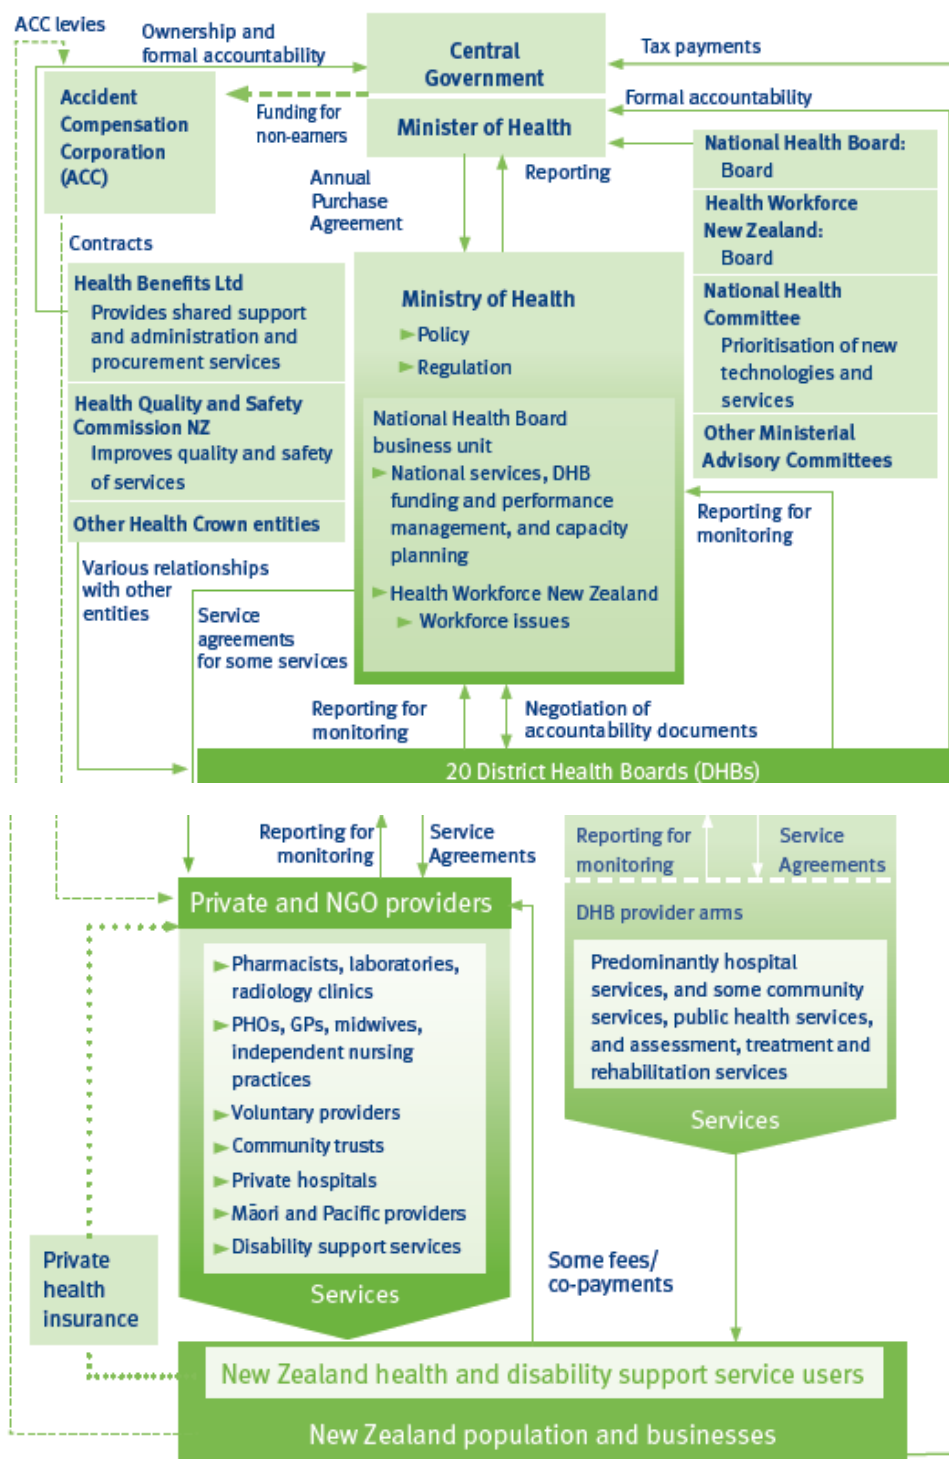 ACC levies
Ownership and
formal accountability
Central
Government
Tax payments
Accident
Compensation
Corporation
(ACC)
Funding for
non-earners
Minister of Health
Formal accountability
National Health Board:
Board
Health Workforce
New Zealand:
Board
National Health
Committee
Prioritisation of new
technologies and
services
Other Ministerial
Advisory Committees
Annual
Purchase
Agreement
Reporting
Contracts
Health Benefits Ltd
Provides shared support
and administration and
procurement services
Health Quality and Safety
Commission NZ
Improves quality and safety
of services
Other Health Crown entities
Ministry of Health
Policy
Regulation
National Health Board
business unit
National services, DHB
funding and performance
management, and capacity
planning
Health Workforce New Zealand
Workforce issues
Reporting for
monitoring
Various relationships
with other
entities
Service
agreements
for some services
Reporting for
monitoring
Negotiation of
accountability documents
20 District Health Boards (DHBs)
Reporting for
monitoring
Service
Agreements
Reporting for
monitoring
Service
Agreements
Private and NGO providers
Pharmacists, laboratories,
radiology clinics
PHOs, GPs, midwives,
independent nursing
practices
Voluntary providers
Community trusts
Private hospitals
Māori and Pacific providers
Disability support services
Services
DHB provider arms
Predominantly hospital
services, and some community
services, public health services,
and assessment, treatment and
rehabilitation services
Services
Private
health
insurance
Some fees/
co-payments
New Zealand health and disability support service users
New Zealand population and businesses